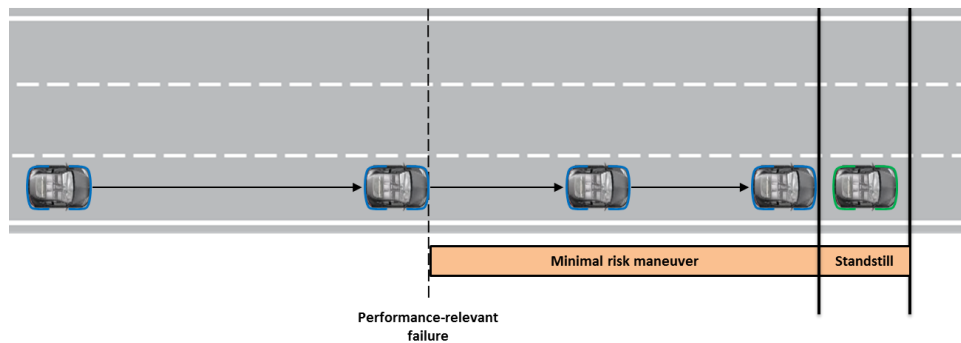 Minimal risk maneuver
Standstill
Performance-relevant
failure